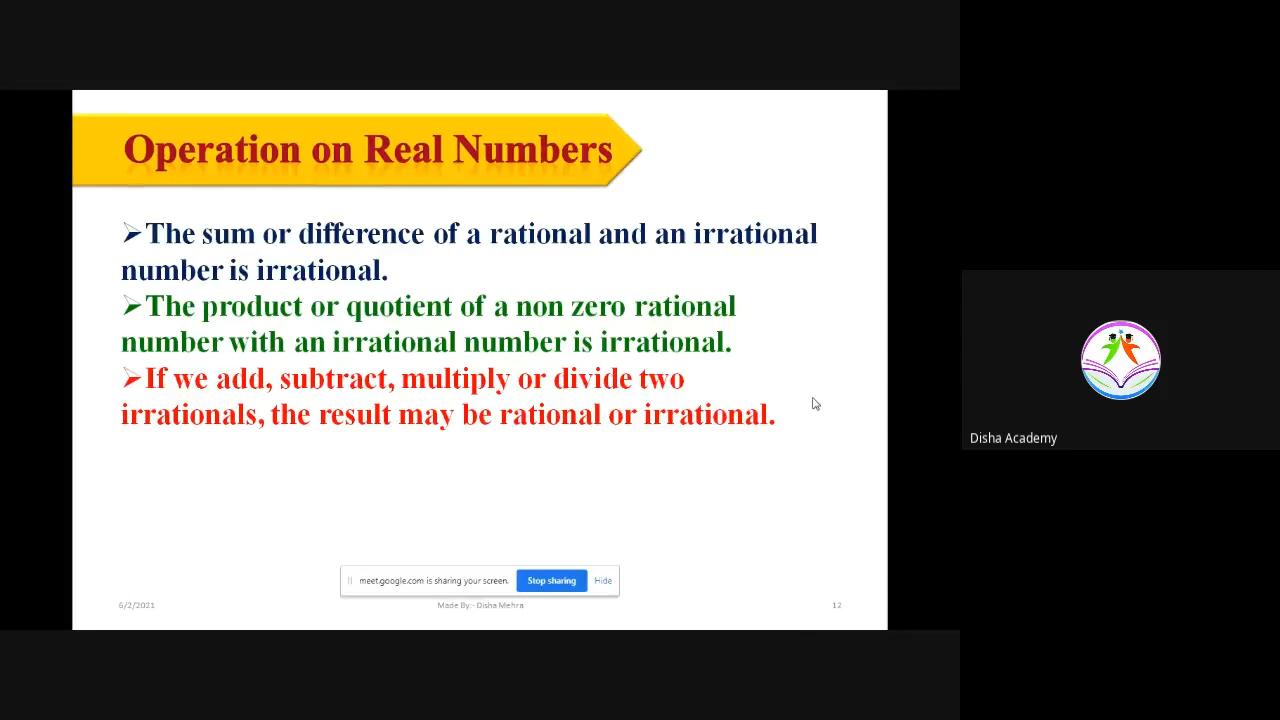 Operation on Real Numbers
➢The sum or difference of a rational and an irrational
number is irrational.
➢The product or quotient of a non zero rational
number with an irrational number is irrational.
➢If we add, subtract, multiply or divide two
irrationals, the result may be rational or irrational.
Disha Academy
meet.google.com is sharing your screen. Stop sharing Hide
6/2/2021 Made By:- Disha Mehra 12